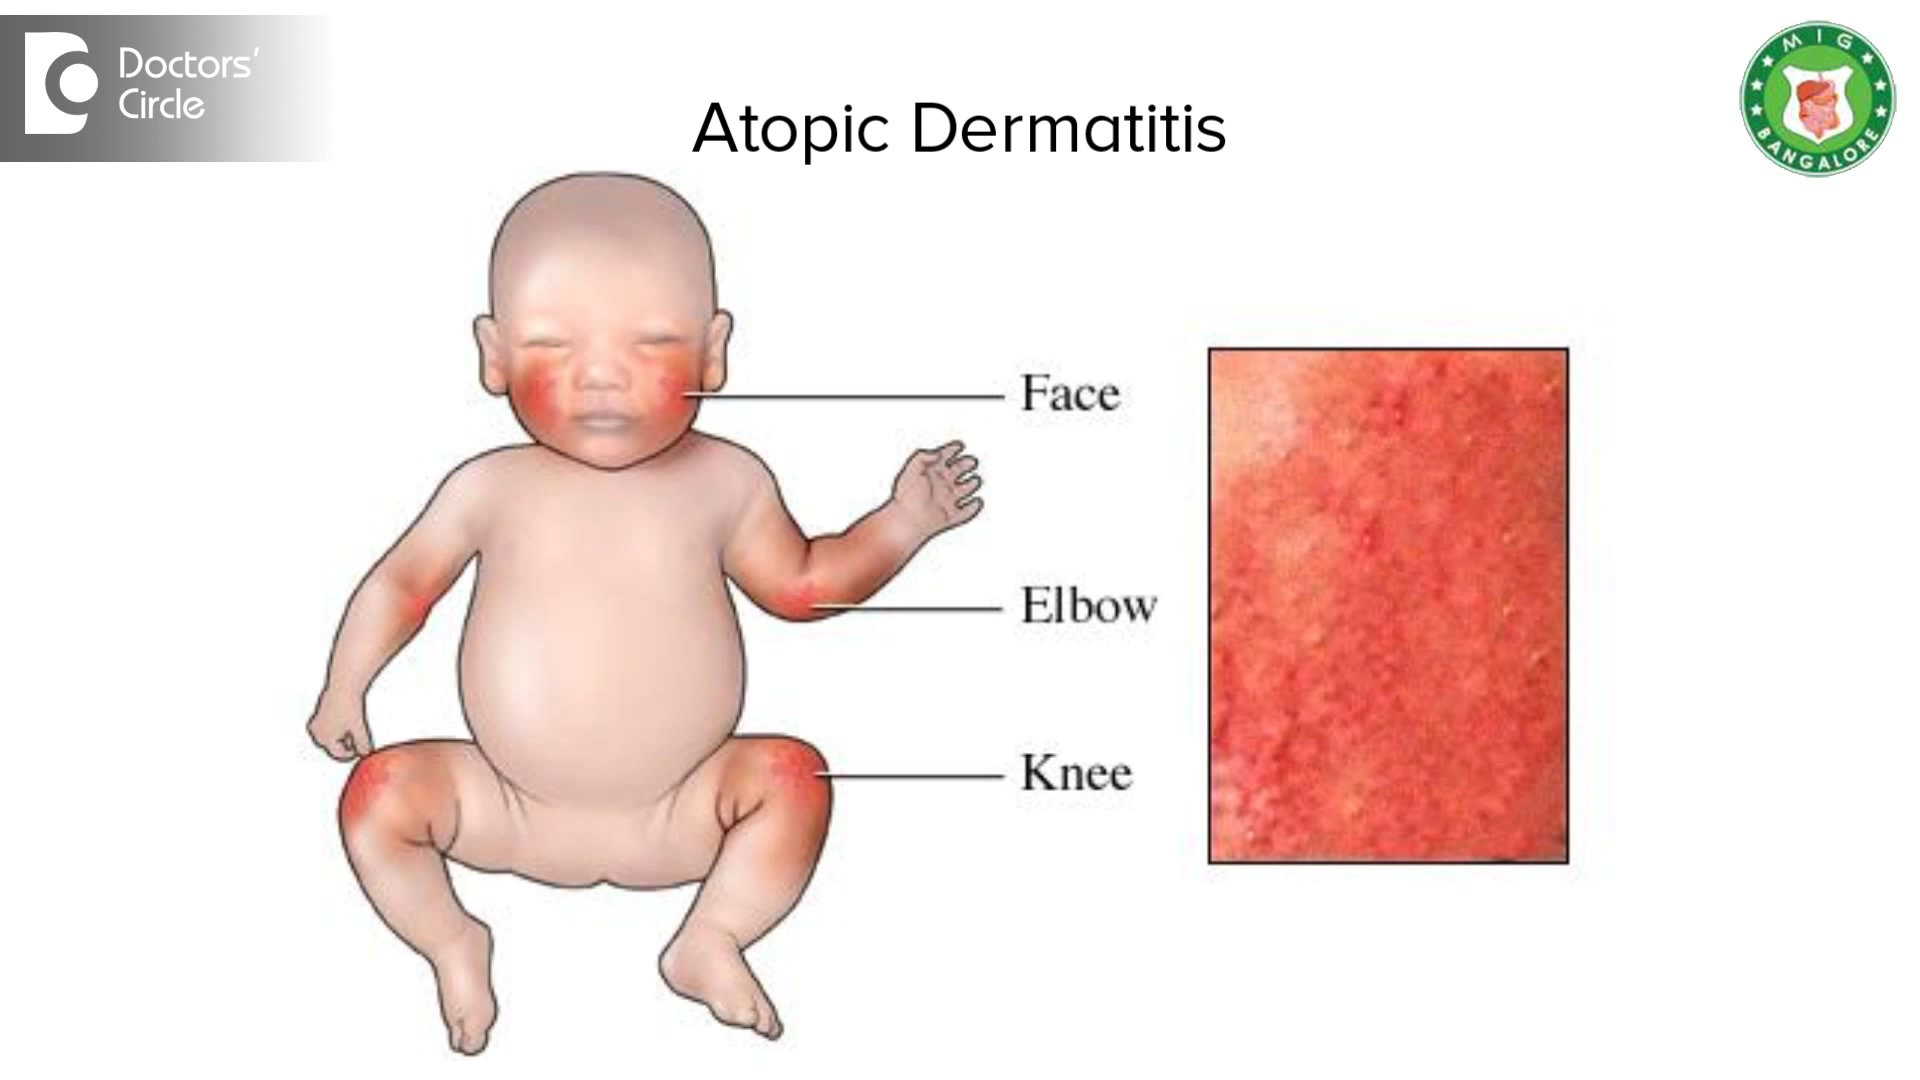 Doctors'
Circle
Atopic Dermatitis
MIG
BANGALORE
Face
Elbow
Knee